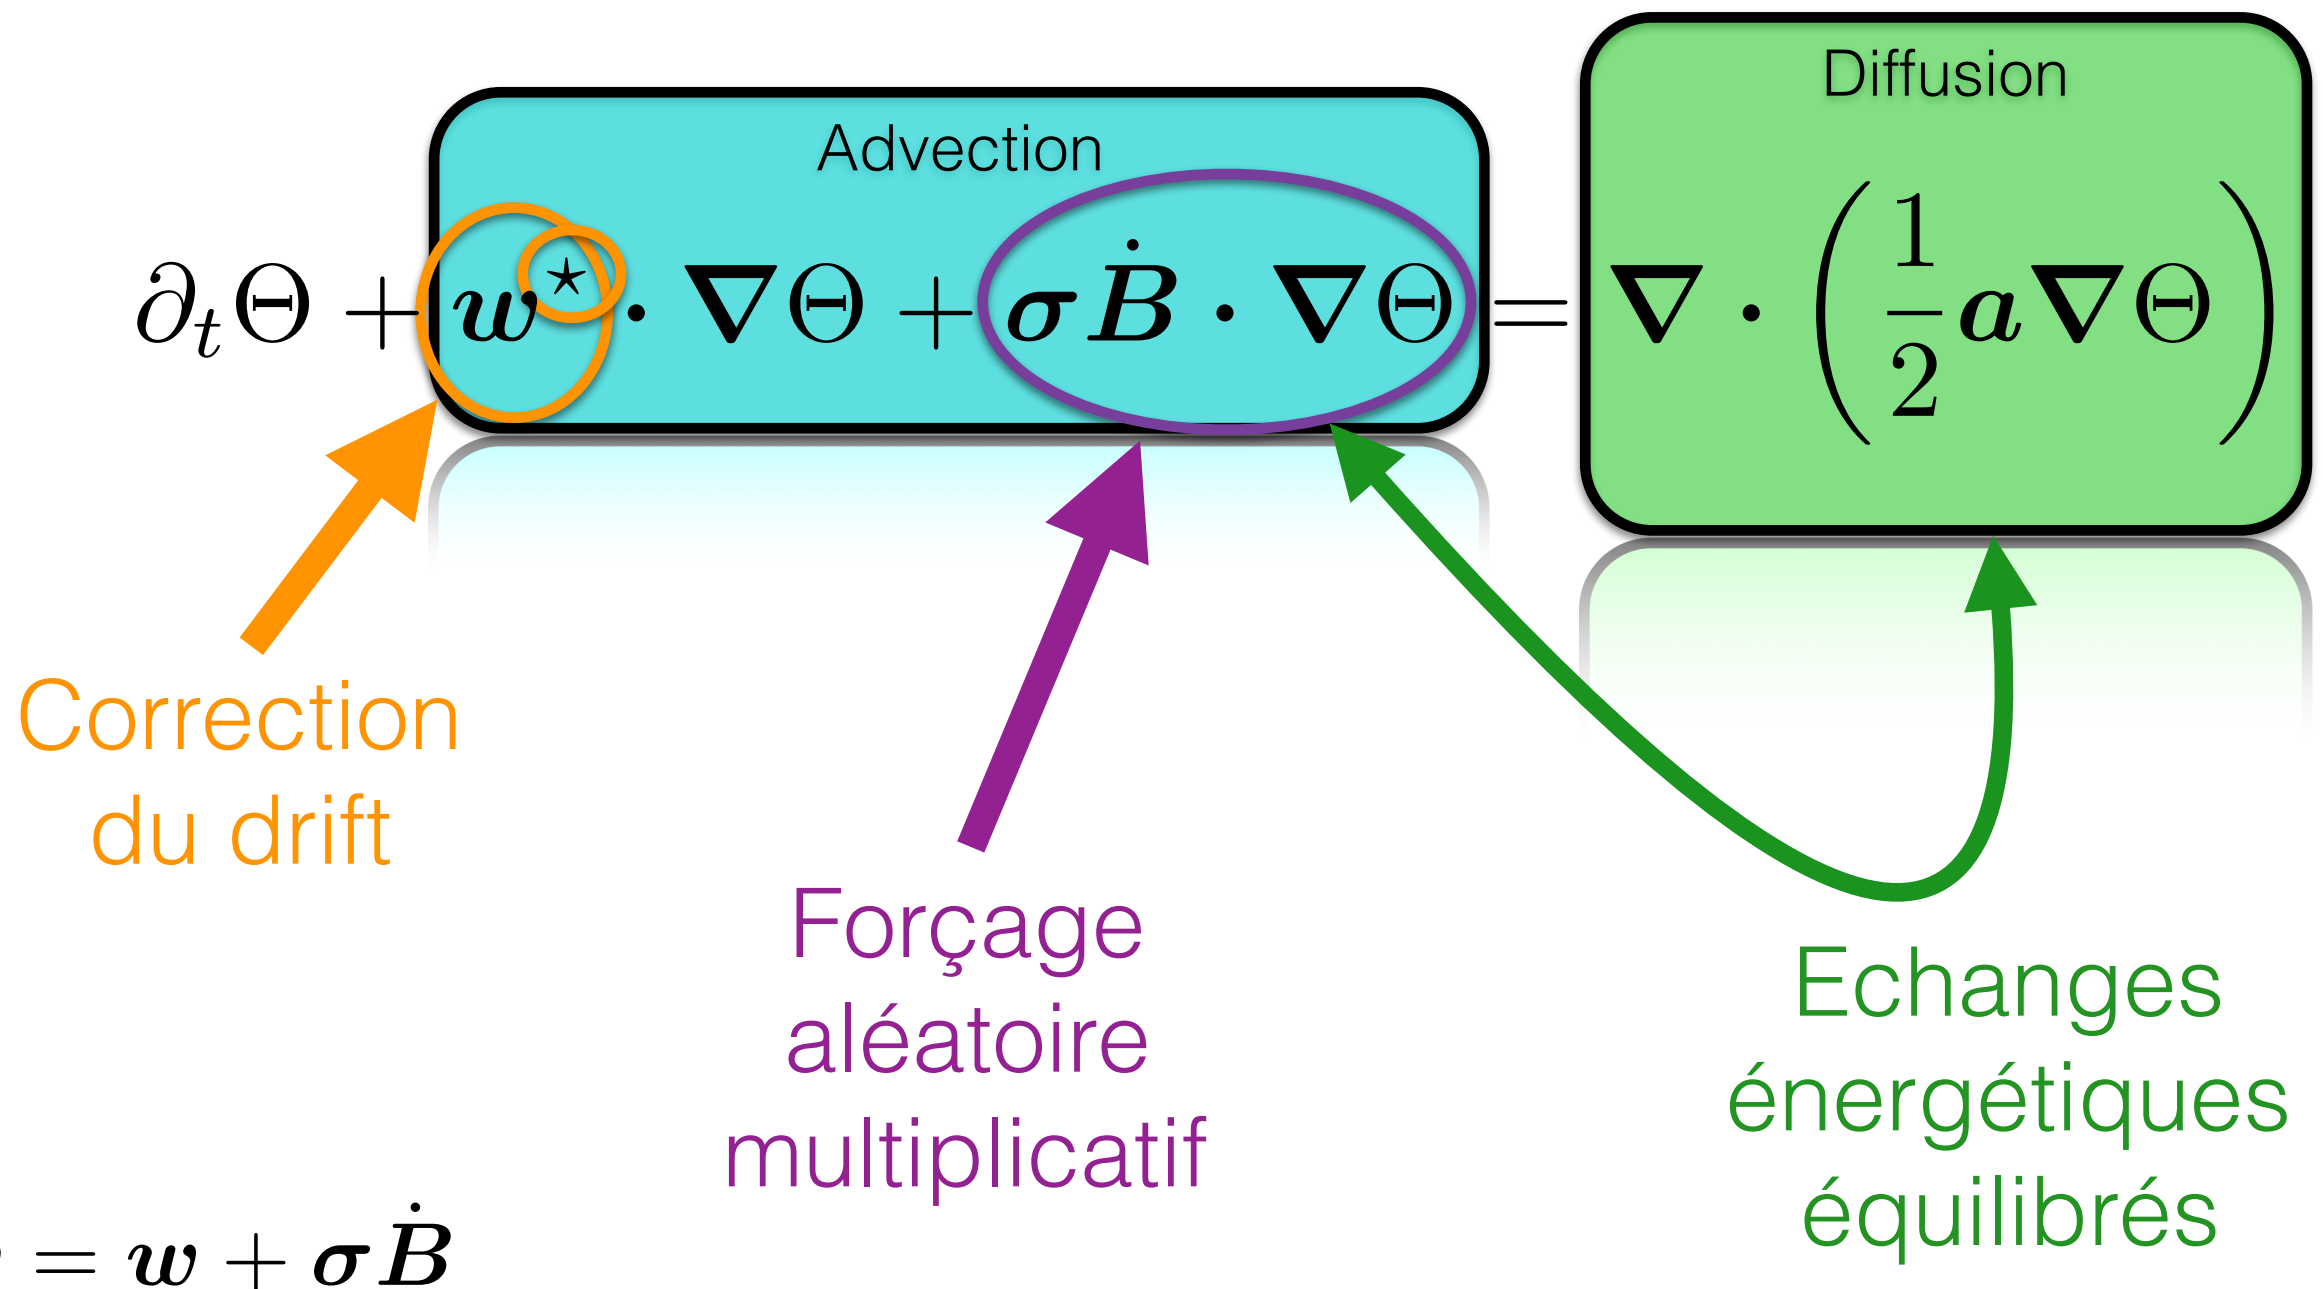 Diffusion
Advection
∂ₜΘ + w⋆ · ∇Θ + σḂ · ∇Θ = ∇ · (1/2 a∇Θ)
Correction
du drift
Forçage
aléatoire
multiplicatif
Echanges
énergétiques
équilibrés
= w + σḂ